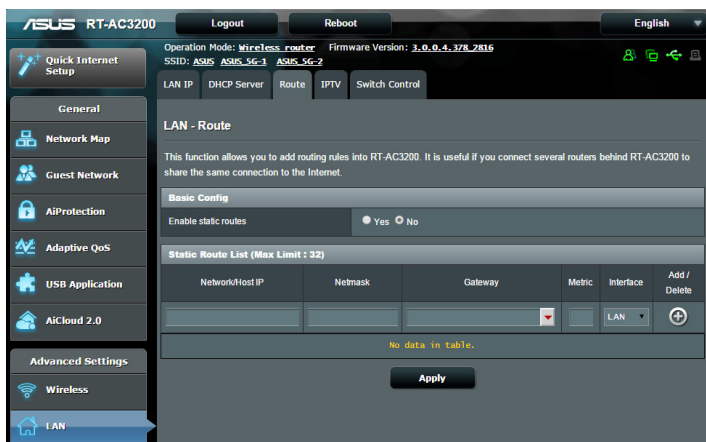 ASUS RT-AC3200
Logout
Reboot
English
Quick Internet Setup
Operation Mode: Wireless router Firmware Version: 3.0.0.4.378_2816
SSID: ASUS ASUS_5G-1 ASUS_5G-2
LAN IP
DHCP Server
Route
IPTV
Switch Control
General
Network Map
Guest Network
AiProtection
Adaptive QoS
USB Application
AiCloud 2.0
Advanced Settings
Wireless
LAN
LAN - Route
This function allows you to add routing rules into RT-AC3200. It is useful if you connect several routers behind RT-AC3200 to
share the same connection to the Internet.
Basic Config
Enable static routes
Yes No
Static Route List (Max Limit : 32)
Network/Host IP
Netmask
Gateway
Metric
Interface
Add / Delete
LAN
No data in table.
Apply